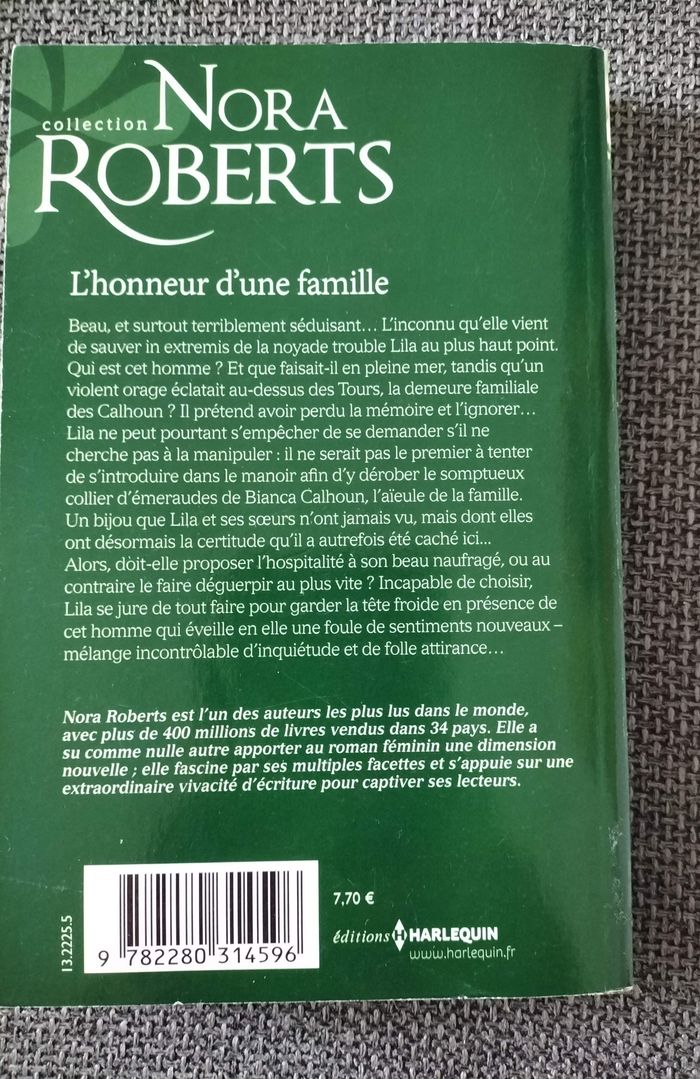 collection NORA
ROBERTS
L'honneur d'une famille
Beau, et surtout terriblement séduisant... L'inconnu qu'elle vient
de sauver in extremis de la noyade trouble Lila au plus haut point.
Qui est cet homme ? Et que faisait-il en pleine mer, tandis qu'un
violent orage éclatait au-dessus des Tours, la demeure familiale
des Calhoun ? Il prétend avoir perdu la mémoire et l'ignorer...
Lila ne peut pourtant s'empêcher de se demander s'il ne
cherche pas à la manipuler : il ne serait pas le premier à tenter
de s'introduire dans le manoir afin d'y dérober le somptueux
collier d'émeraudes de Bianca Calhoun, l'aïeule de la famille.
Un bijou que Lila et ses sœurs n'ont jamais vu, mais dont elles
ont désormais la certitude qu'il a autrefois été caché ici...
Alors, doit-elle proposer l'hospitalité à son beau naufragé, ou au
contraire le faire déguerpir au plus vite ? Incapable de choisir,
Lila se jure de tout faire pour garder la tête froide en présence de
cet homme qui éveille en elle une foule de sentiments nouveaux –
mélange incontrôlable d'inquiétude et de folle attirance...
Nora Roberts est l'un des auteurs les plus lus dans le monde,
avec plus de 400 millions de livres vendus dans 34 pays. Elle a
su comme nulle autre apporter au roman féminin une dimension
nouvelle ; elle fascine par ses multiples facettes et s'appuie sur une
extraordinaire vivacité d'écriture pour captiver ses lecteurs.
13.2225.5
9 782280 314596
7,70 €
éditions H HARLEQUIN
www.harlequin.fr